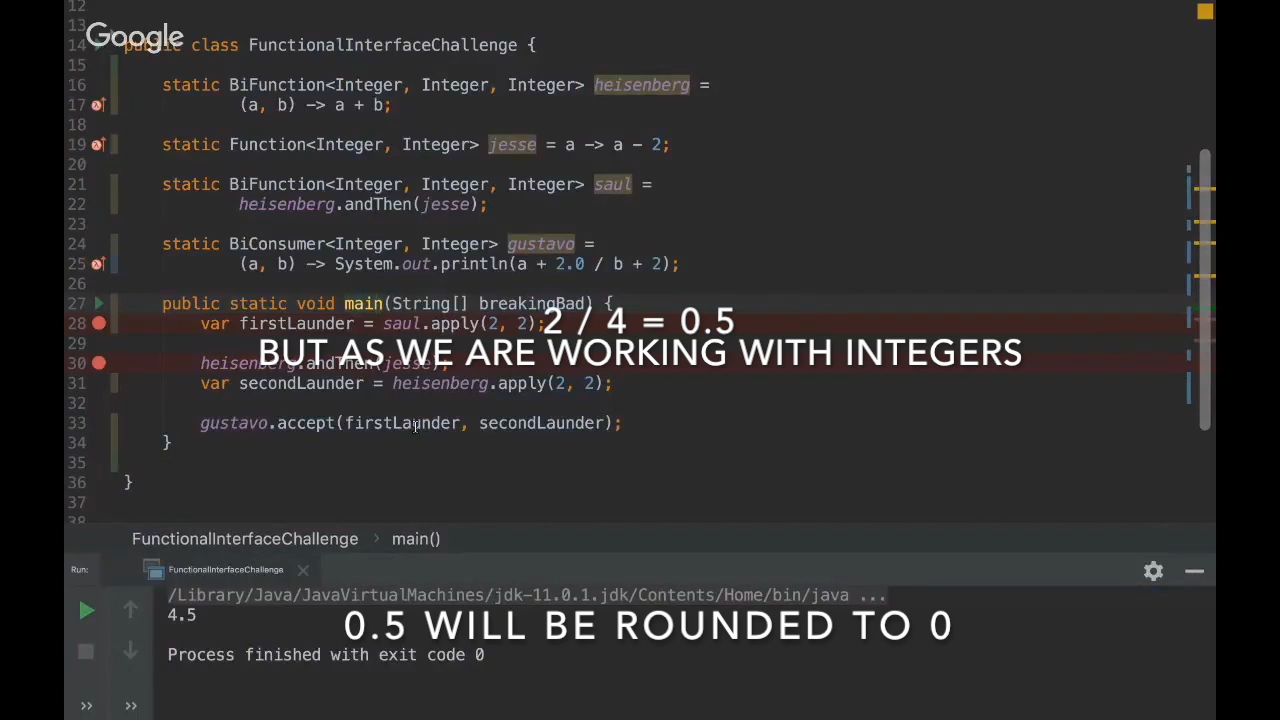 12
13
Google
14 public class FunctionalInterfaceChallenge {
15
16 static BiFunction<Integer, Integer, Integer> heisenberg =
17 (a, b) -> a + b;
18
19 static Function<Integer, Integer> jesse = a -> a - 2;
20
21 static BiFunction<Integer, Integer, Integer> saul =
22 heisenberg.andThen(jesse);
23
24 static BiConsumer<Integer, Integer> gustavo =
25 (a, b) -> System.out.println(a + 2.0 / b + 2);
26
27 public static void main(String[] breakingBad) {
28 var firstLaunder = saul.apply(2, 2);
2 / 4 = 0.5
29
BUT AS WE ARE WORKING WITH INTEGERS
30 heisenberg.andThen(jesse);
31 var secondLaunder = heisenberg.apply(2, 2);
32
33 gustavo.accept(firstLaunder, secondLaunder);
34 }
35
36 }
37
38
FunctionalInterfaceChallenge > main()
Run: FunctionalInterfaceChallenge
/Library/Java/JavaVirtualMachines/jdk-11.0.1.jdk/Contents/Home/bin/java ...
4.5
0.5 WILL BE ROUNDED TO 0
Process finished with exit code 0